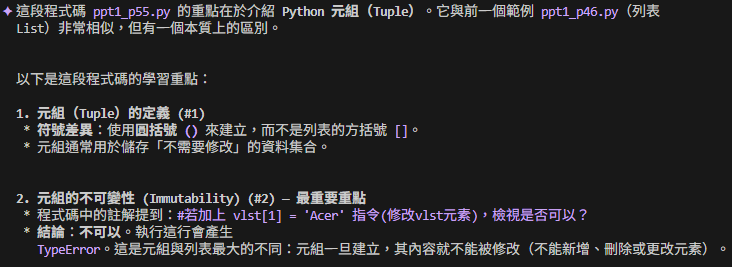 ✦ 這段程式碼 ppt1_p55.py 的重點在於介紹 Python 元組（Tuple）。它與前一個範例 ppt1_p46.py（列表
List）非常相似，但有一個本質上的區別。
以下是這段程式碼的學習重點：
1. 元組（Tuple）的定義 (#1)
* 符號差異：使用圓括號 () 來建立，而不是列表的方括號 []。
* 元組通常用於儲存「不需要修改」的資料集合。
2. 元組的不可變性 (Immutability) (#2) — 最重要重點
* 程式碼中的註解提到：#若加上 vlst[1] = 'Acer' 指令(修改vlst元素)，檢視是否可以？
* 結論：不可以。執行這行會產生
TypeError。這是元組與列表最大的不同：元組一旦建立，其內容就不能被修改（不能新增、刪除或更改元素）。